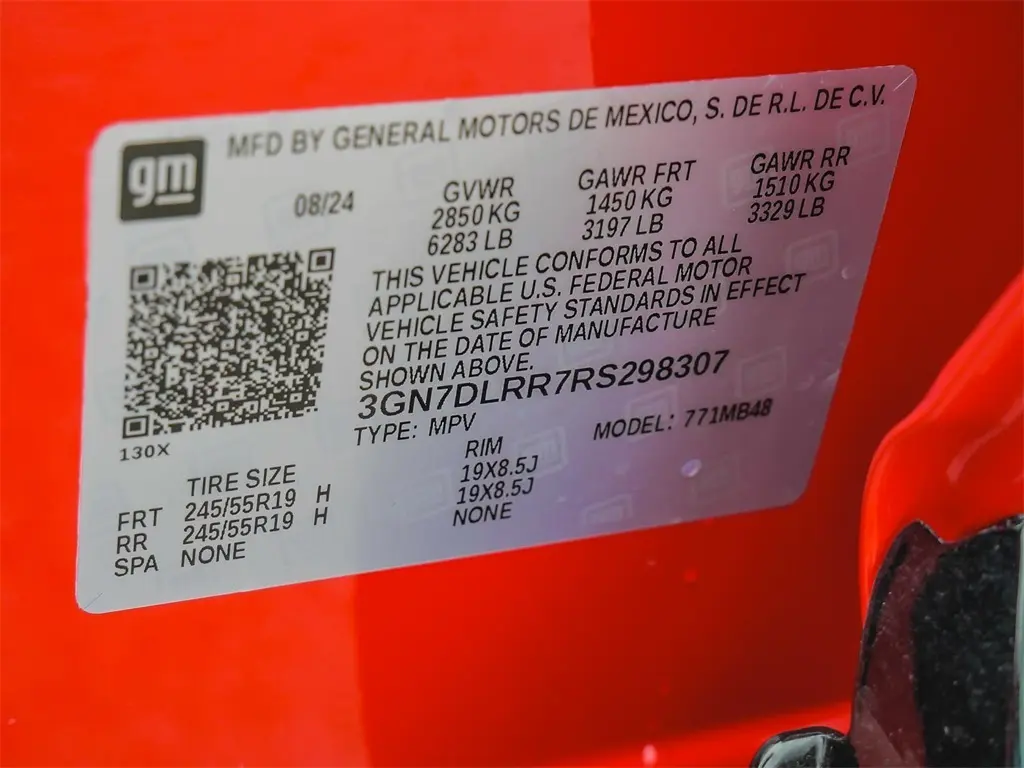 gm
MFD BY GENERAL MOTORS DE MEXICO, S. DE R.L. DE C.V.
08/24
GVWR
2850 KG
6283 LB
GAWR FRT
1450 KG
3197 LB
GAWR RR
1510 KG
3329 LB
THIS VEHICLE CONFORMS TO ALL
APPLICABLE U.S. FEDERAL MOTOR
VEHICLE SAFETY STANDARDS IN EFFECT
ON THE DATE OF MANUFACTURE
SHOWN ABOVE.
3GN7DLRR7RS298307
TYPE: MPV
MODEL: 771MB48
130X
TIRE SIZE
RIM
FRT 245/55R19 H 19X8.5J
RR 245/55R19 H 19X8.5J
SPA NONE NONE